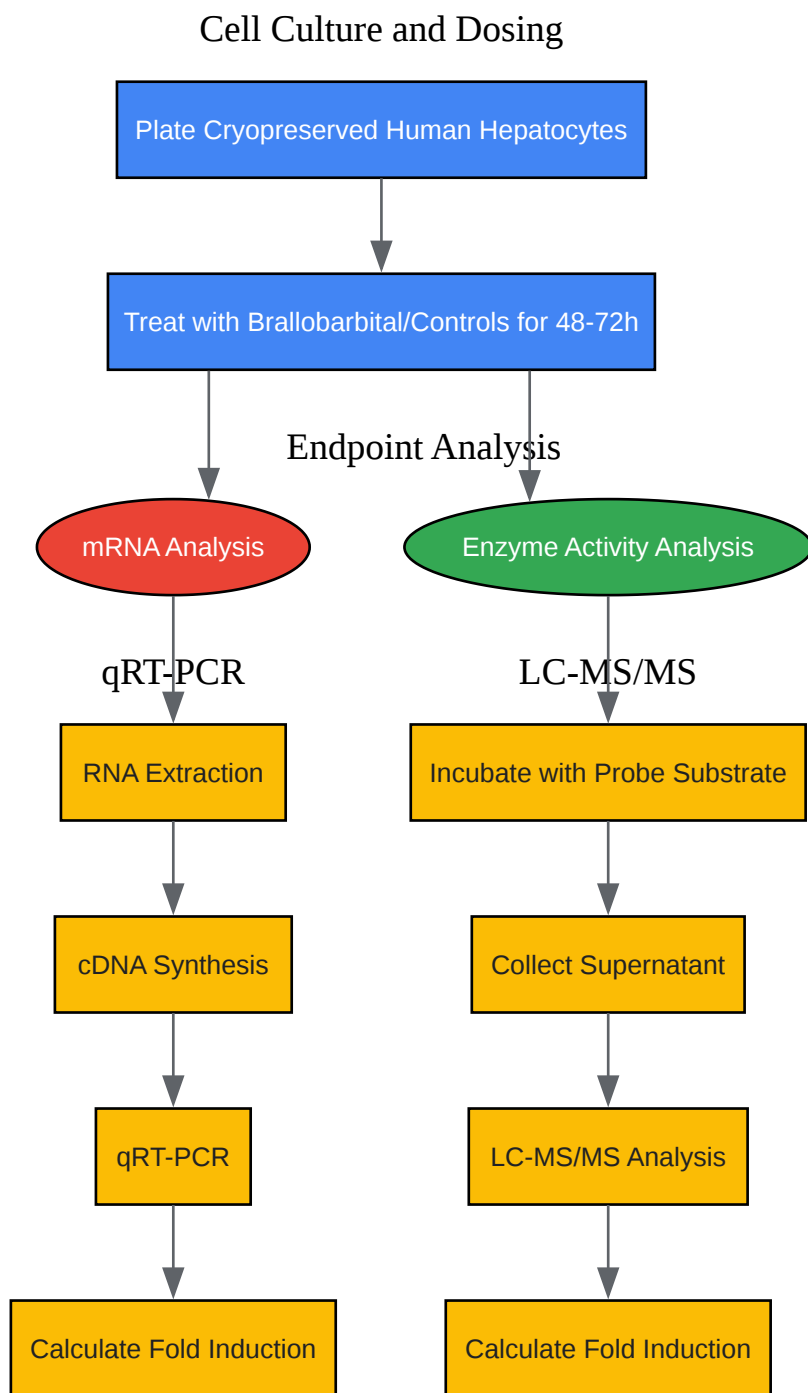 Cell Culture and Dosing
Plate Cryopreserved Human Hepatocytes
Treat with Brallobarbital/Controls for 48-72h
Endpoint Analysis
mRNA Analysis
Enzyme Activity Analysis
qRT-PCR
LC-MS/MS
RNA Extraction
Incubate with Probe Substrate
cDNA Synthesis
Collect Supernatant
qRT-PCR
LC-MS/MS Analysis
Calculate Fold Induction
Calculate Fold Induction